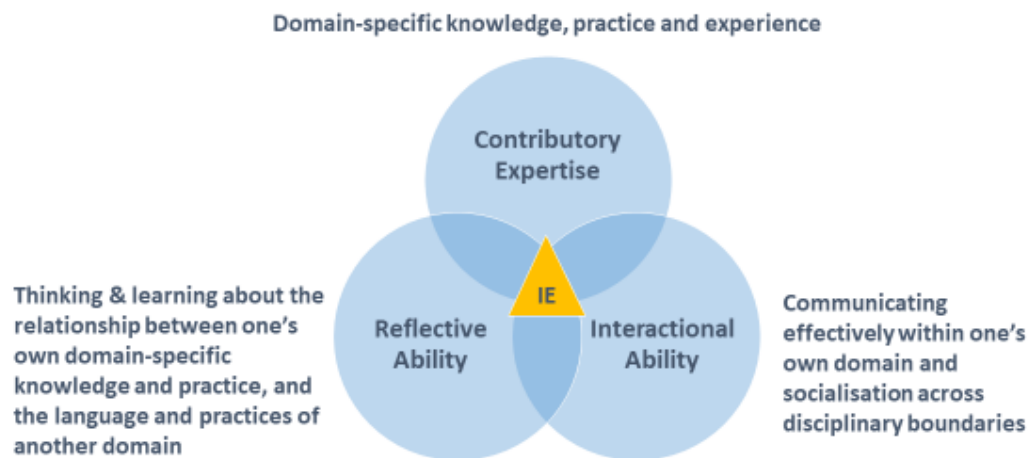 Domain-specific knowledge, practice and experience
Contributory
Expertise
IE
Reflective
Ability
Interactional
Ability
Thinking & learning about the
relationship between one's
own domain-specific
knowledge and practice, and
the language and practices of
another domain
Communicating
effectively within one's
own domain and
socialisation across
disciplinary boundaries